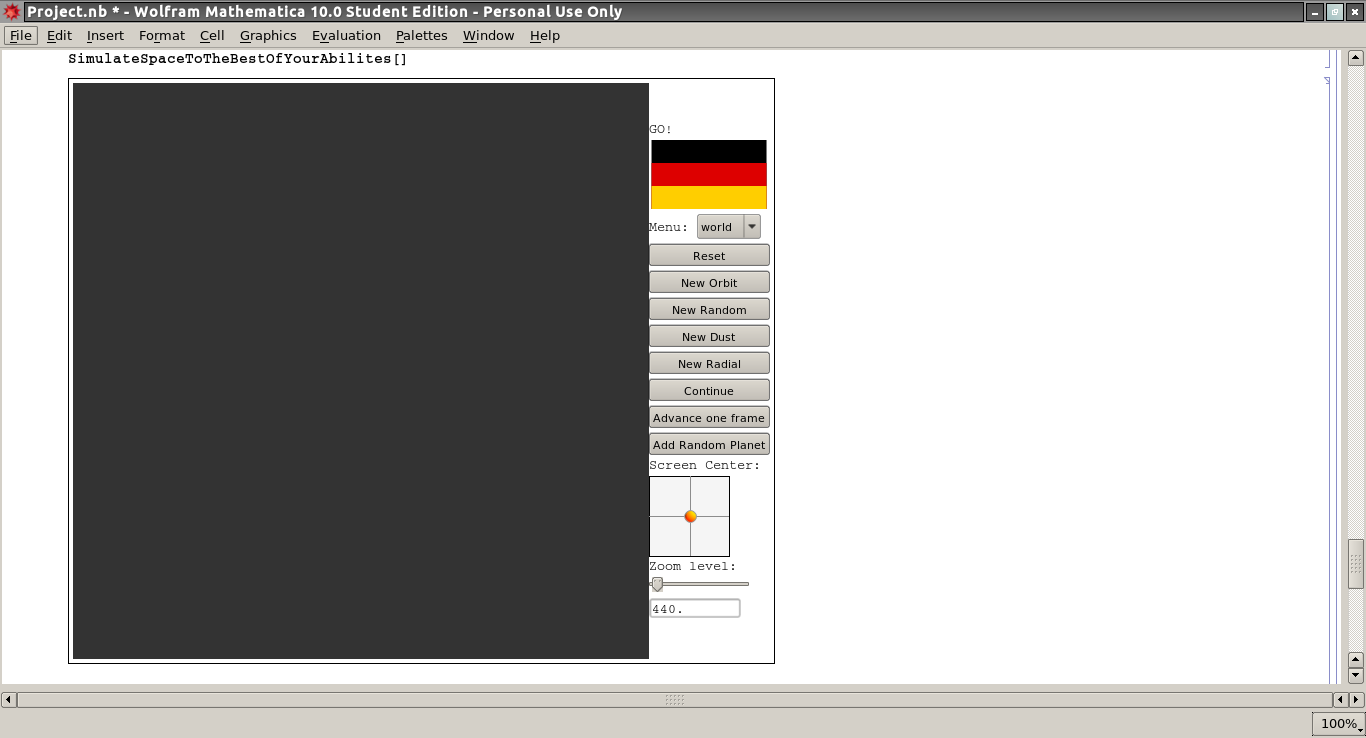 Project.nb * - Wolfram Mathematica 10.0 Student Edition - Personal Use Only
File Edit Insert Format Cell Graphics Evaluation Palettes Window Help
SimulateSpaceToTheBestOfYourAbilites[]
GO!
Menu: world
Reset
New Orbit
New Random
New Dust
New Radial
Continue
Advance one frame
Add Random Planet
Screen Center:
Zoom level:
440.
100%